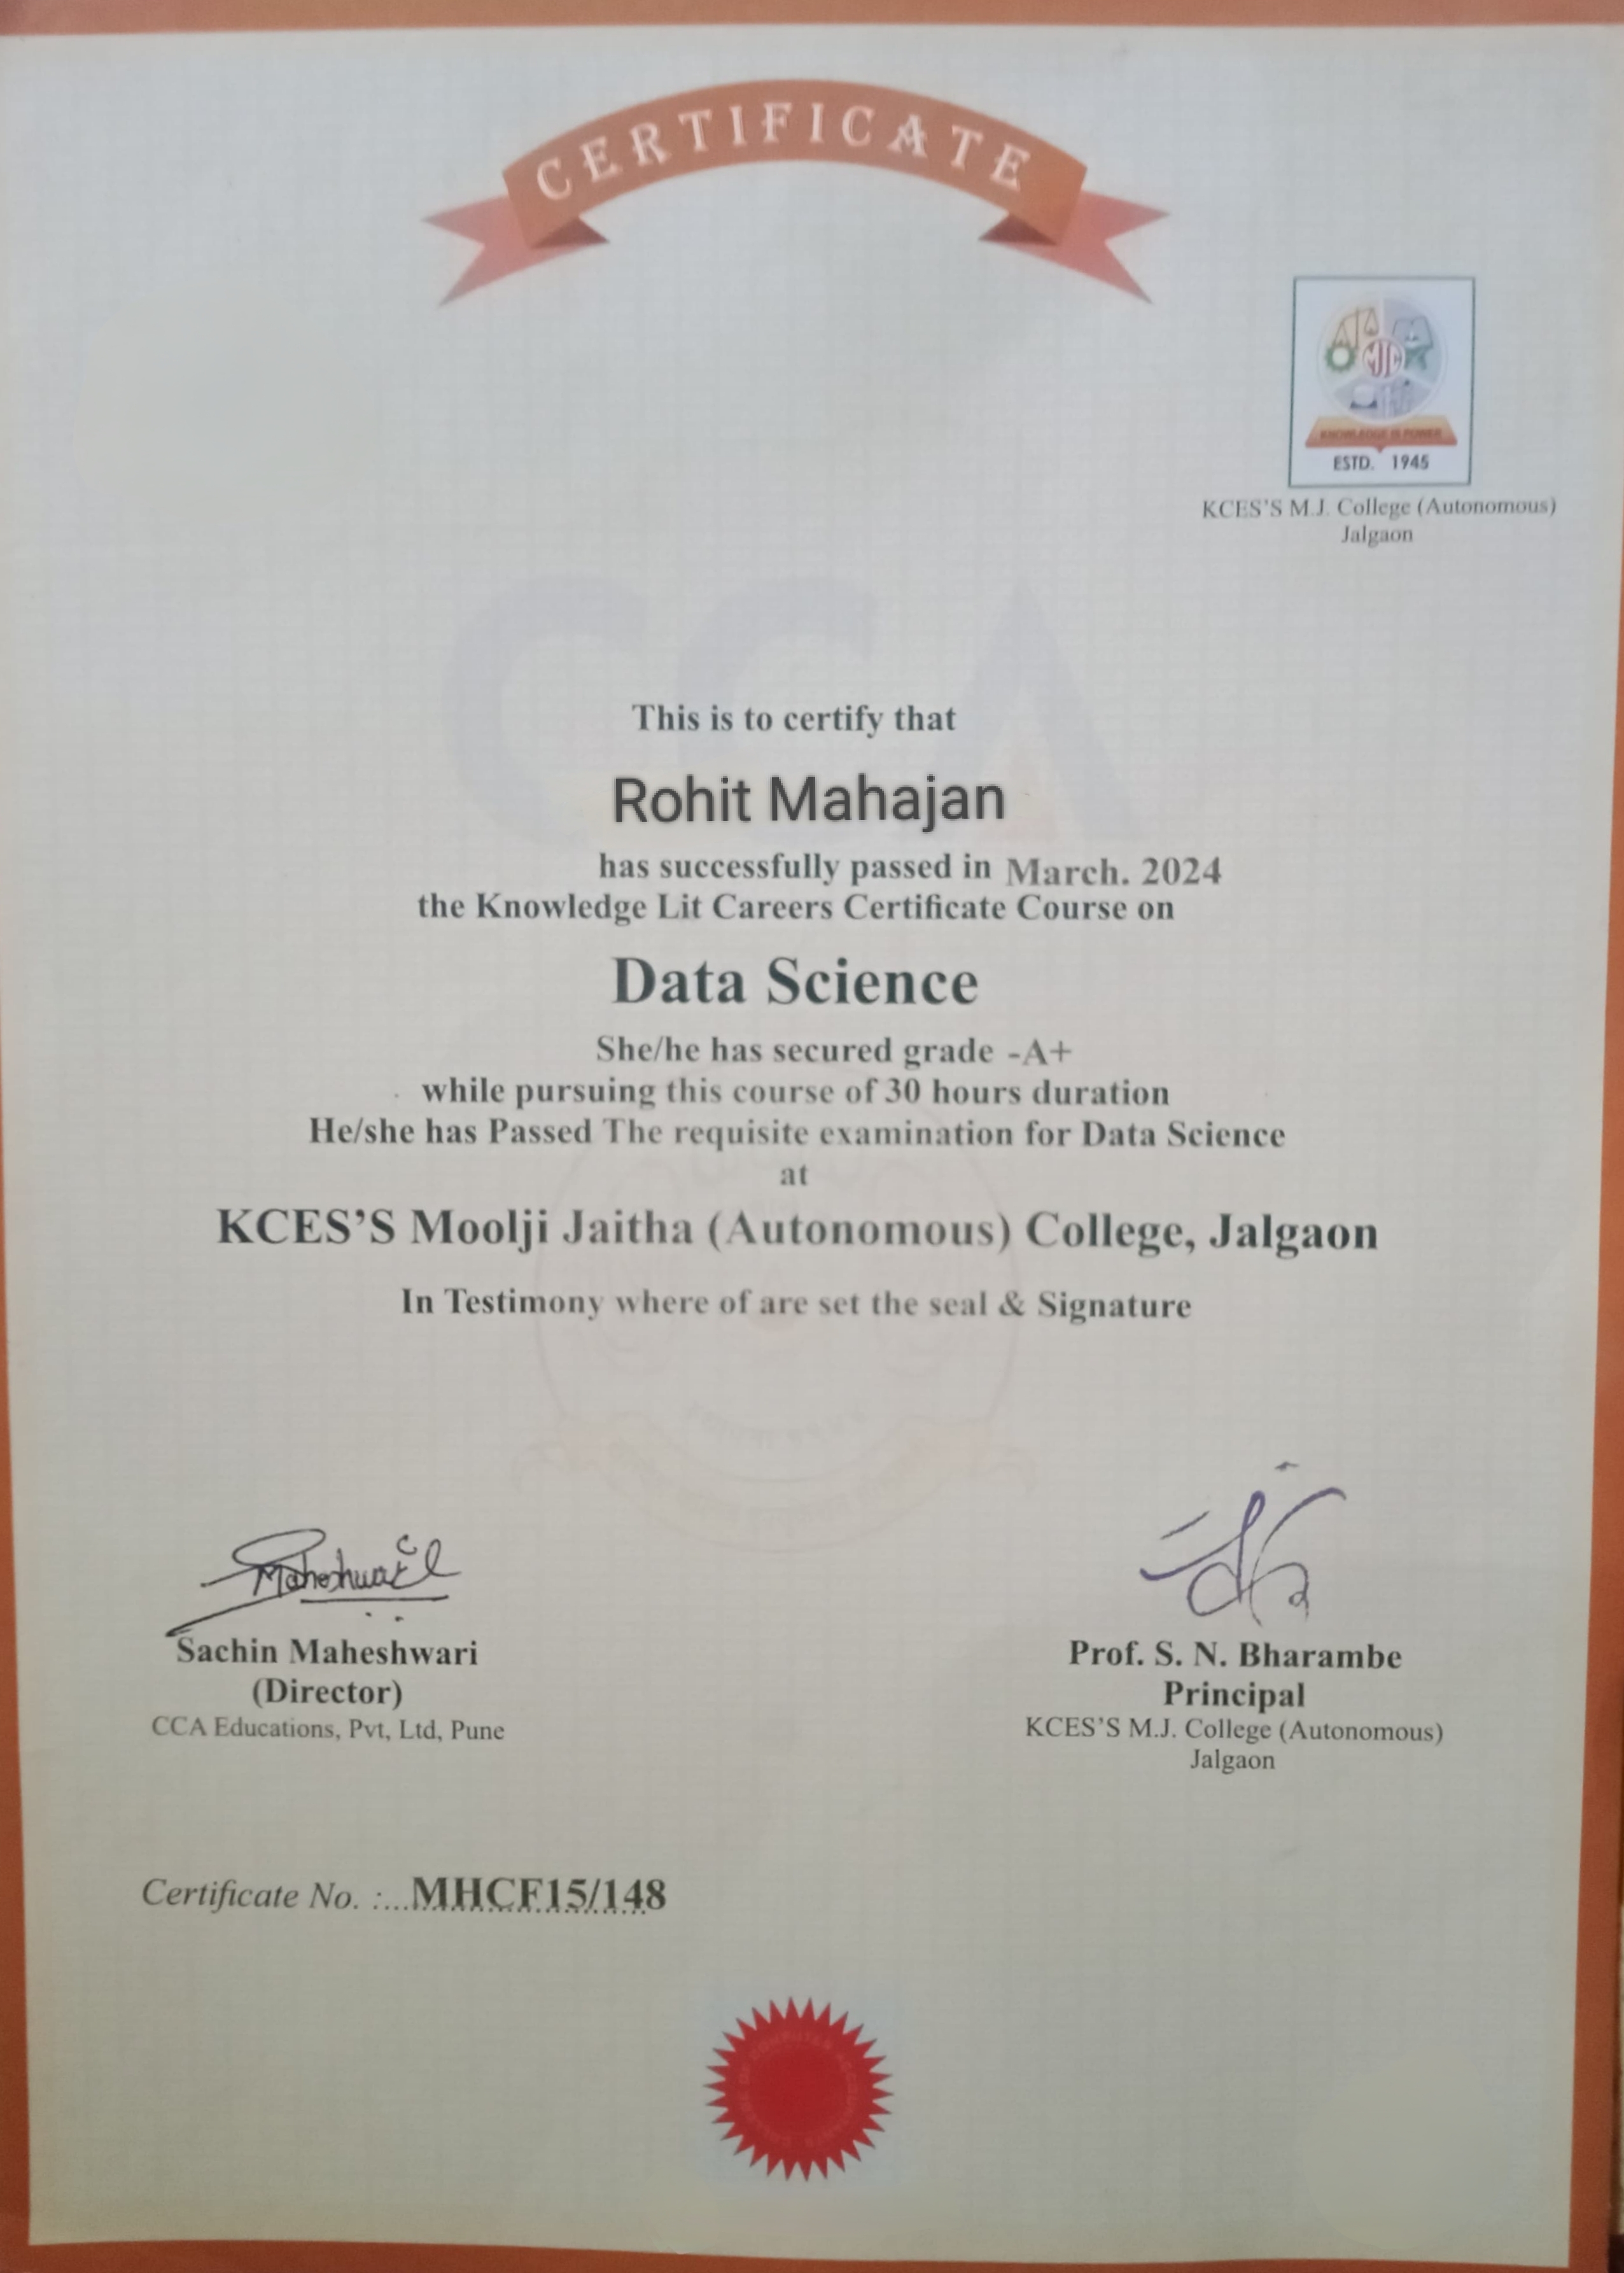 CERTIFICATE
MJC
KNOWLEDGE IS POWER
ESTD. 1945
KCES'S M.J. College (Autonomous)
Jalgaon
CCA
This is to certify that
Rohit Mahajan
has successfully passed in March. 2024
the Knowledge Lit Careers Certificate Course on
Data Science
She/he has secured grade -A+
while pursuing this course of 30 hours duration
He/she has Passed The requisite examination for Data Science
at
KCES'S Moolji Jaitha (Autonomous) College, Jalgaon
In Testimony where of are set the seal & Signature
Maheshwari
Sachin Maheshwari
(Director)
CCA Educations, Pvt, Ltd, Pune
Prof. S. N. Bharambe
Principal
KCES'S M.J. College (Autonomous)
Jalgaon
Certificate No. :...MHCF15/148